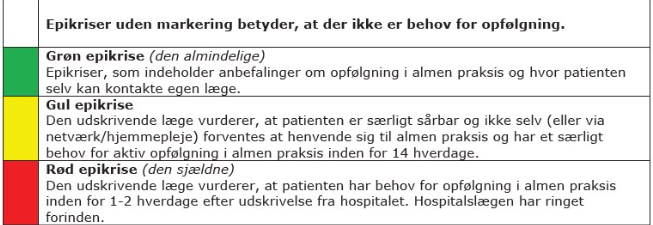 Epikriser uden markering betyder, at der ikke er behov for opfølgning.
Grøn epikrise (den almindelige)
Epikriser, som indeholder anbefalinger om opfølgning i almen praksis og hvor patienten
selv kan kontakte egen læge.
Gul epikrise
Den udskrivende læge vurderer, at patienten er særligt sårbar og ikke selv (eller via
netværk/hjemmepleje) forventes at henvende sig til almen praksis og har et særligt
behov for aktiv opfølgning i almen praksis inden for 14 hverdage.
Rød epikrise (den sjældne)
Den udskrivende læge vurderer, at patienten har behov for opfølgning i almen praksis
inden for 1-2 hverdage efter udskrivelse fra hospitalet. Hospitalslægen har ringet
forinden.